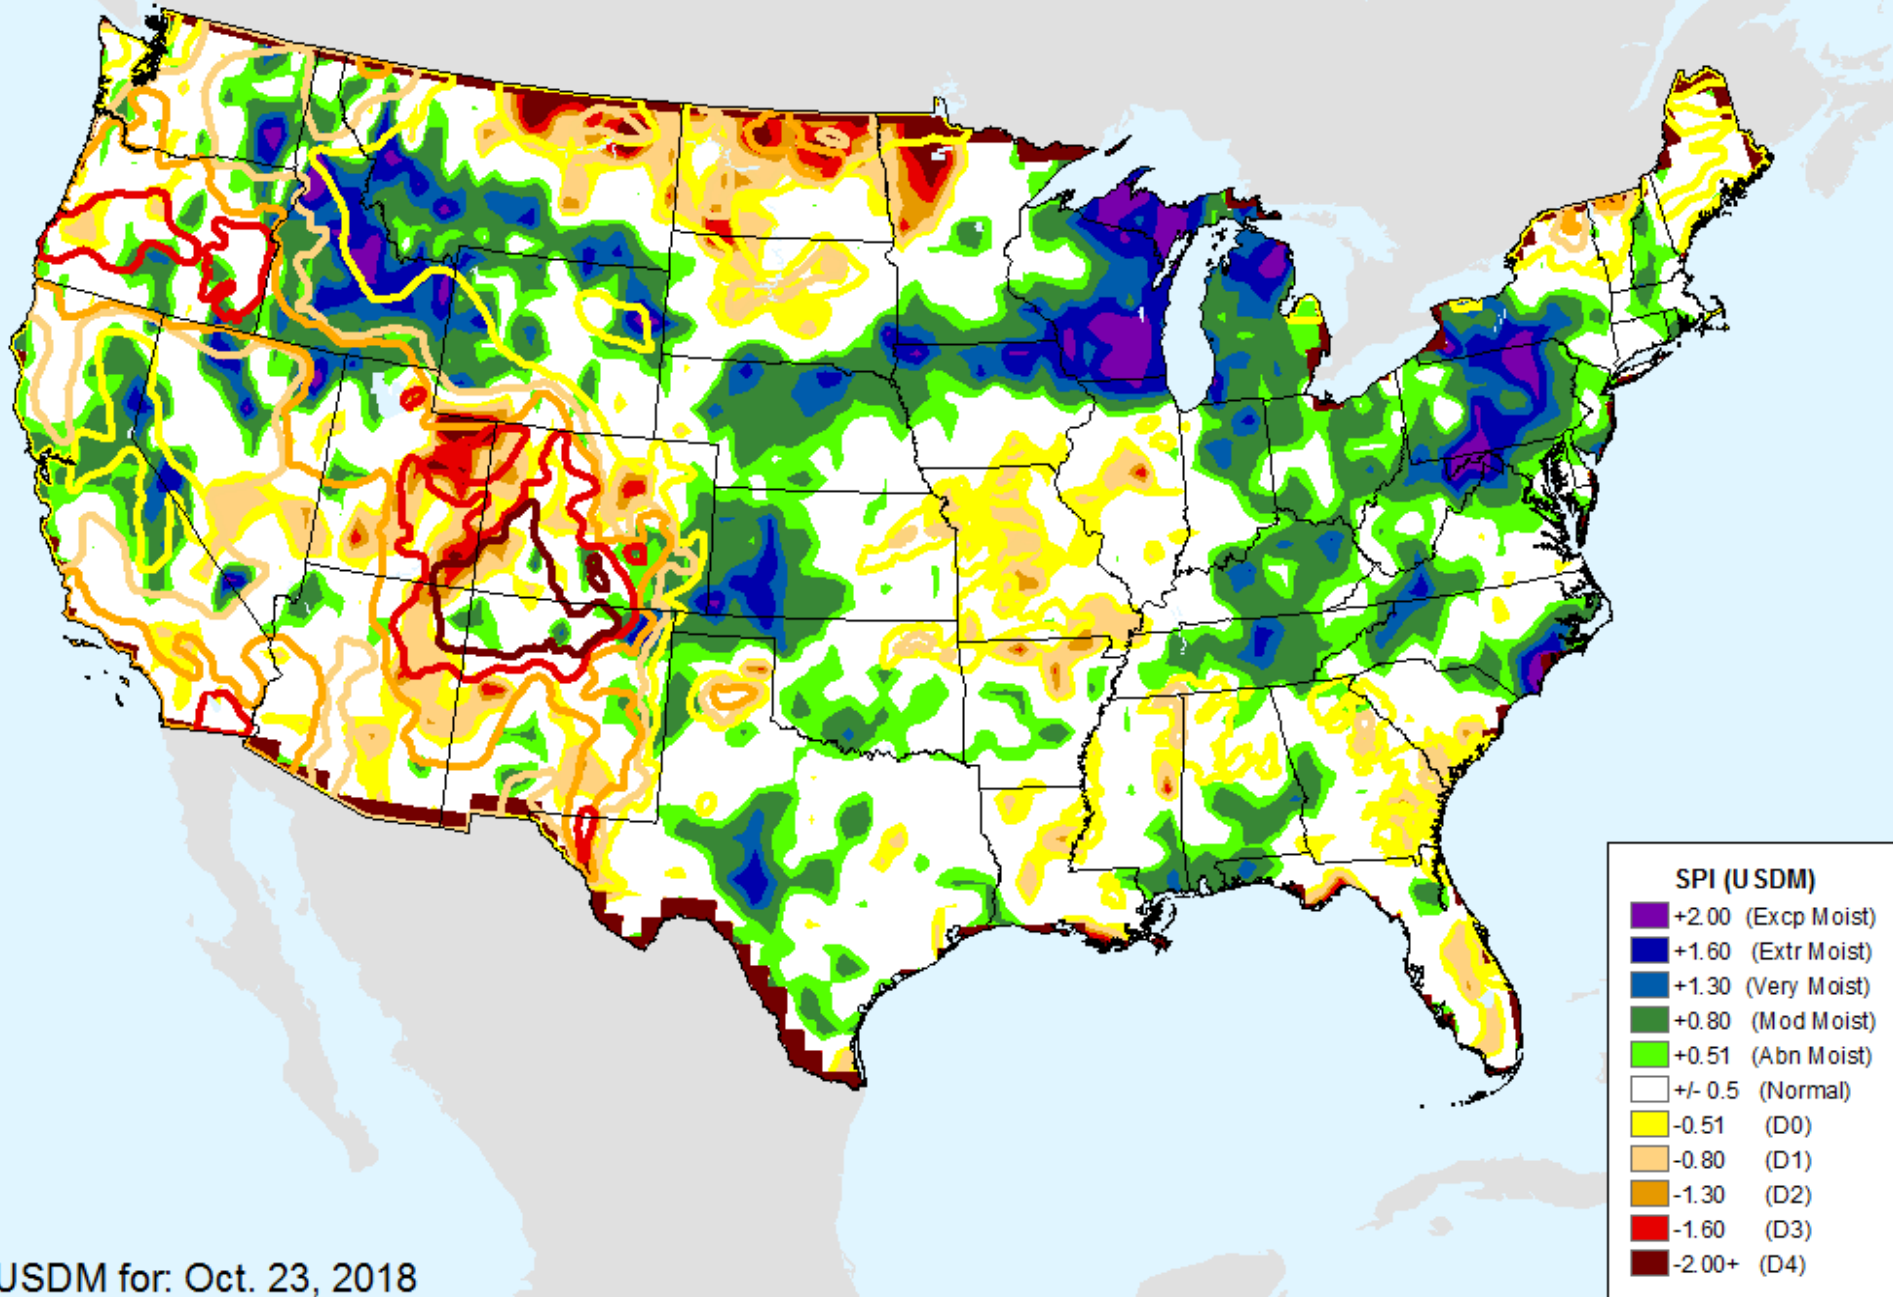 SPI (USDM)
+2.00 (Excp Moist)
+1.60 (Extr Moist)
+1.30 (Very Moist)
+0.80 (Mod Moist)
+0.51 (Abn Moist)
+/- 0.5 (Normal)
-0.51 (D0)
-0.80 (D1)
-1.30 (D2)
-1.60 (D3)
-2.00+ (D4)
USDM for: Oct. 23, 2018